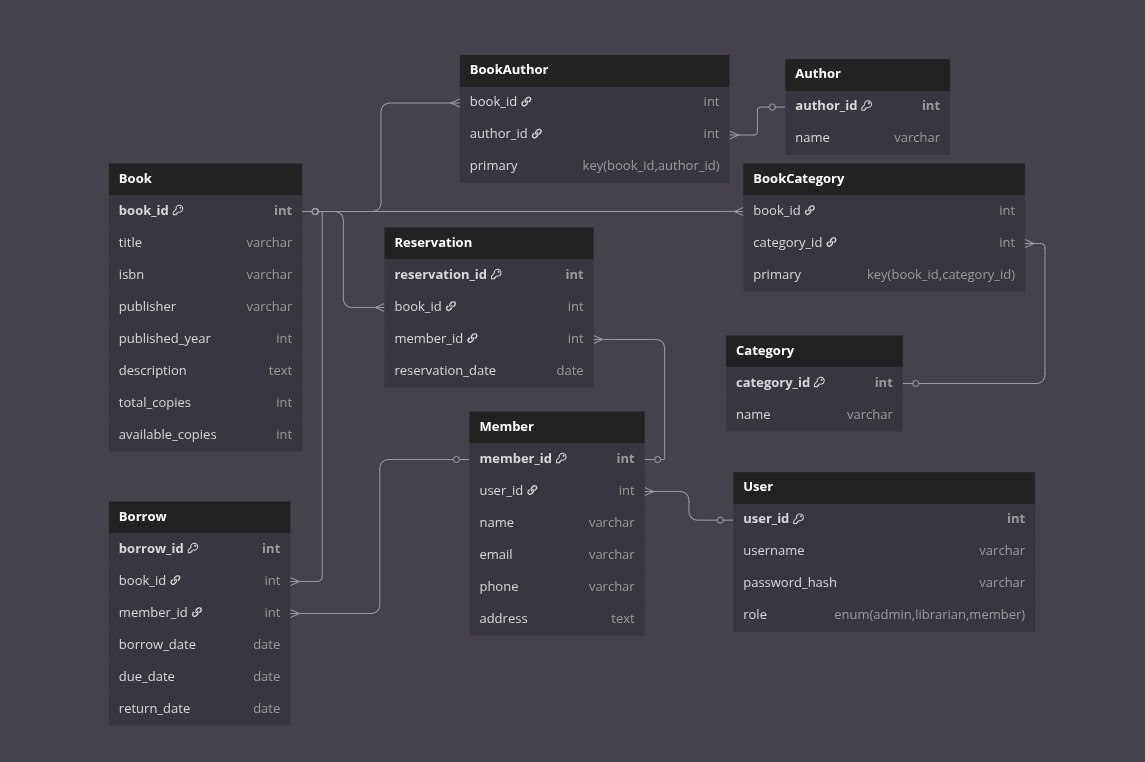 BookAuthor
book_id int
author_id int
primary key(book_id,author_id)
Author
author_id int
name varchar
Book
book_id int
title varchar
isbn varchar
publisher varchar
published_year int
description text
total_copies int
available_copies int
BookCategory
book_id int
category_id int
primary key(book_id,category_id)
Reservation
reservation_id int
book_id int
member_id int
reservation_date date
Category
category_id int
name varchar
Member
member_id int
user_id int
name varchar
email varchar
phone varchar
address text
User
user_id int
username varchar
password_hash varchar
role enum(admin,librarian,member)
Borrow
borrow_id int
book_id int
member_id int
borrow_date date
due_date date
return_date date